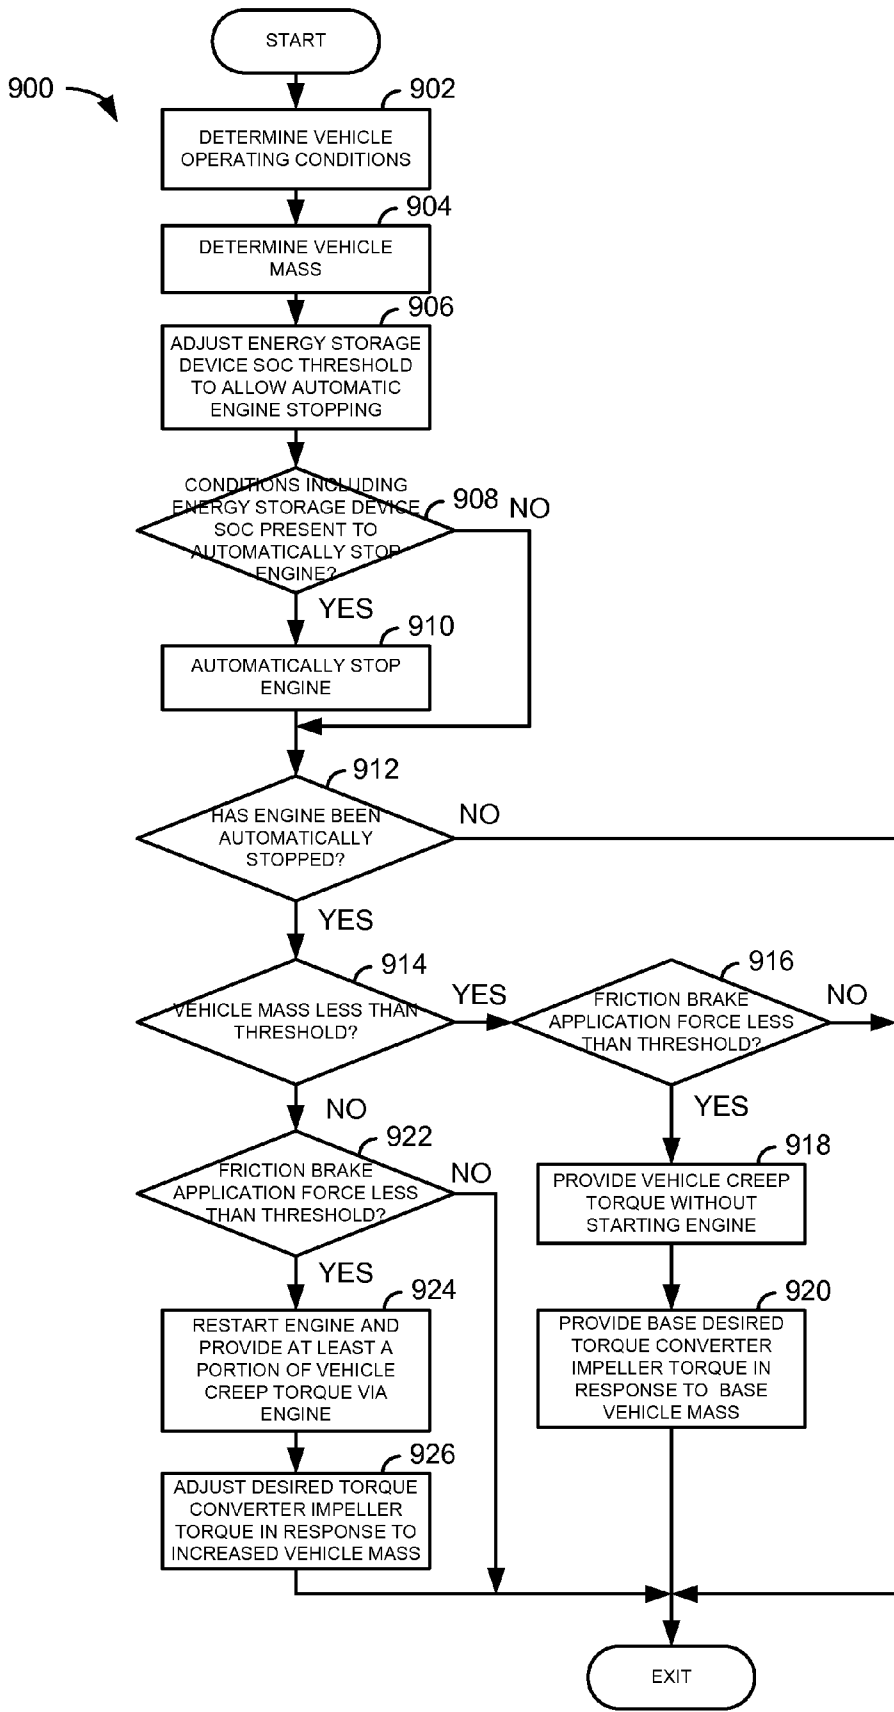 START
900
902
DETERMINE VEHICLE
OPERATING CONDITIONS
904
DETERMINE VEHICLE
MASS
906
ADJUST ENERGY STORAGE
DEVICE SOC THRESHOLD
TO ALLOW AUTOMATIC
ENGINE STOPPING
908
CONDITIONS INCLUDING
ENERGY STORAGE DEVICE
SOC PRESENT TO
AUTOMATICALLY STOP
ENGINE?
NO
YES
910
AUTOMATICALLY STOP
ENGINE
912
HAS ENGINE BEEN
AUTOMATICALLY
STOPPED?
NO
YES
914
VEHICLE MASS LESS THAN
THRESHOLD?
YES
916
FRICTION BRAKE
APPLICATION FORCE LESS
THAN THRESHOLD?
NO
YES
NO
918
PROVIDE VEHICLE CREEP
TORQUE WITHOUT
STARTING ENGINE
920
PROVIDE BASE DESIRED
TORQUE CONVERTER
IMPELLER TORQUE IN
RESPONSE TO BASE
VEHICLE MASS
922
FRICTION BRAKE
APPLICATION FORCE LESS
THAN THRESHOLD?
NO
YES
924
RESTART ENGINE AND
PROVIDE AT LEAST A
PORTION OF VEHICLE
CREEP TORQUE VIA
ENGINE
926
ADJUST DESIRED TORQUE
CONVERTER IMPELLER
TORQUE IN RESPONSE TO
INCREASED VEHICLE MASS
EXIT